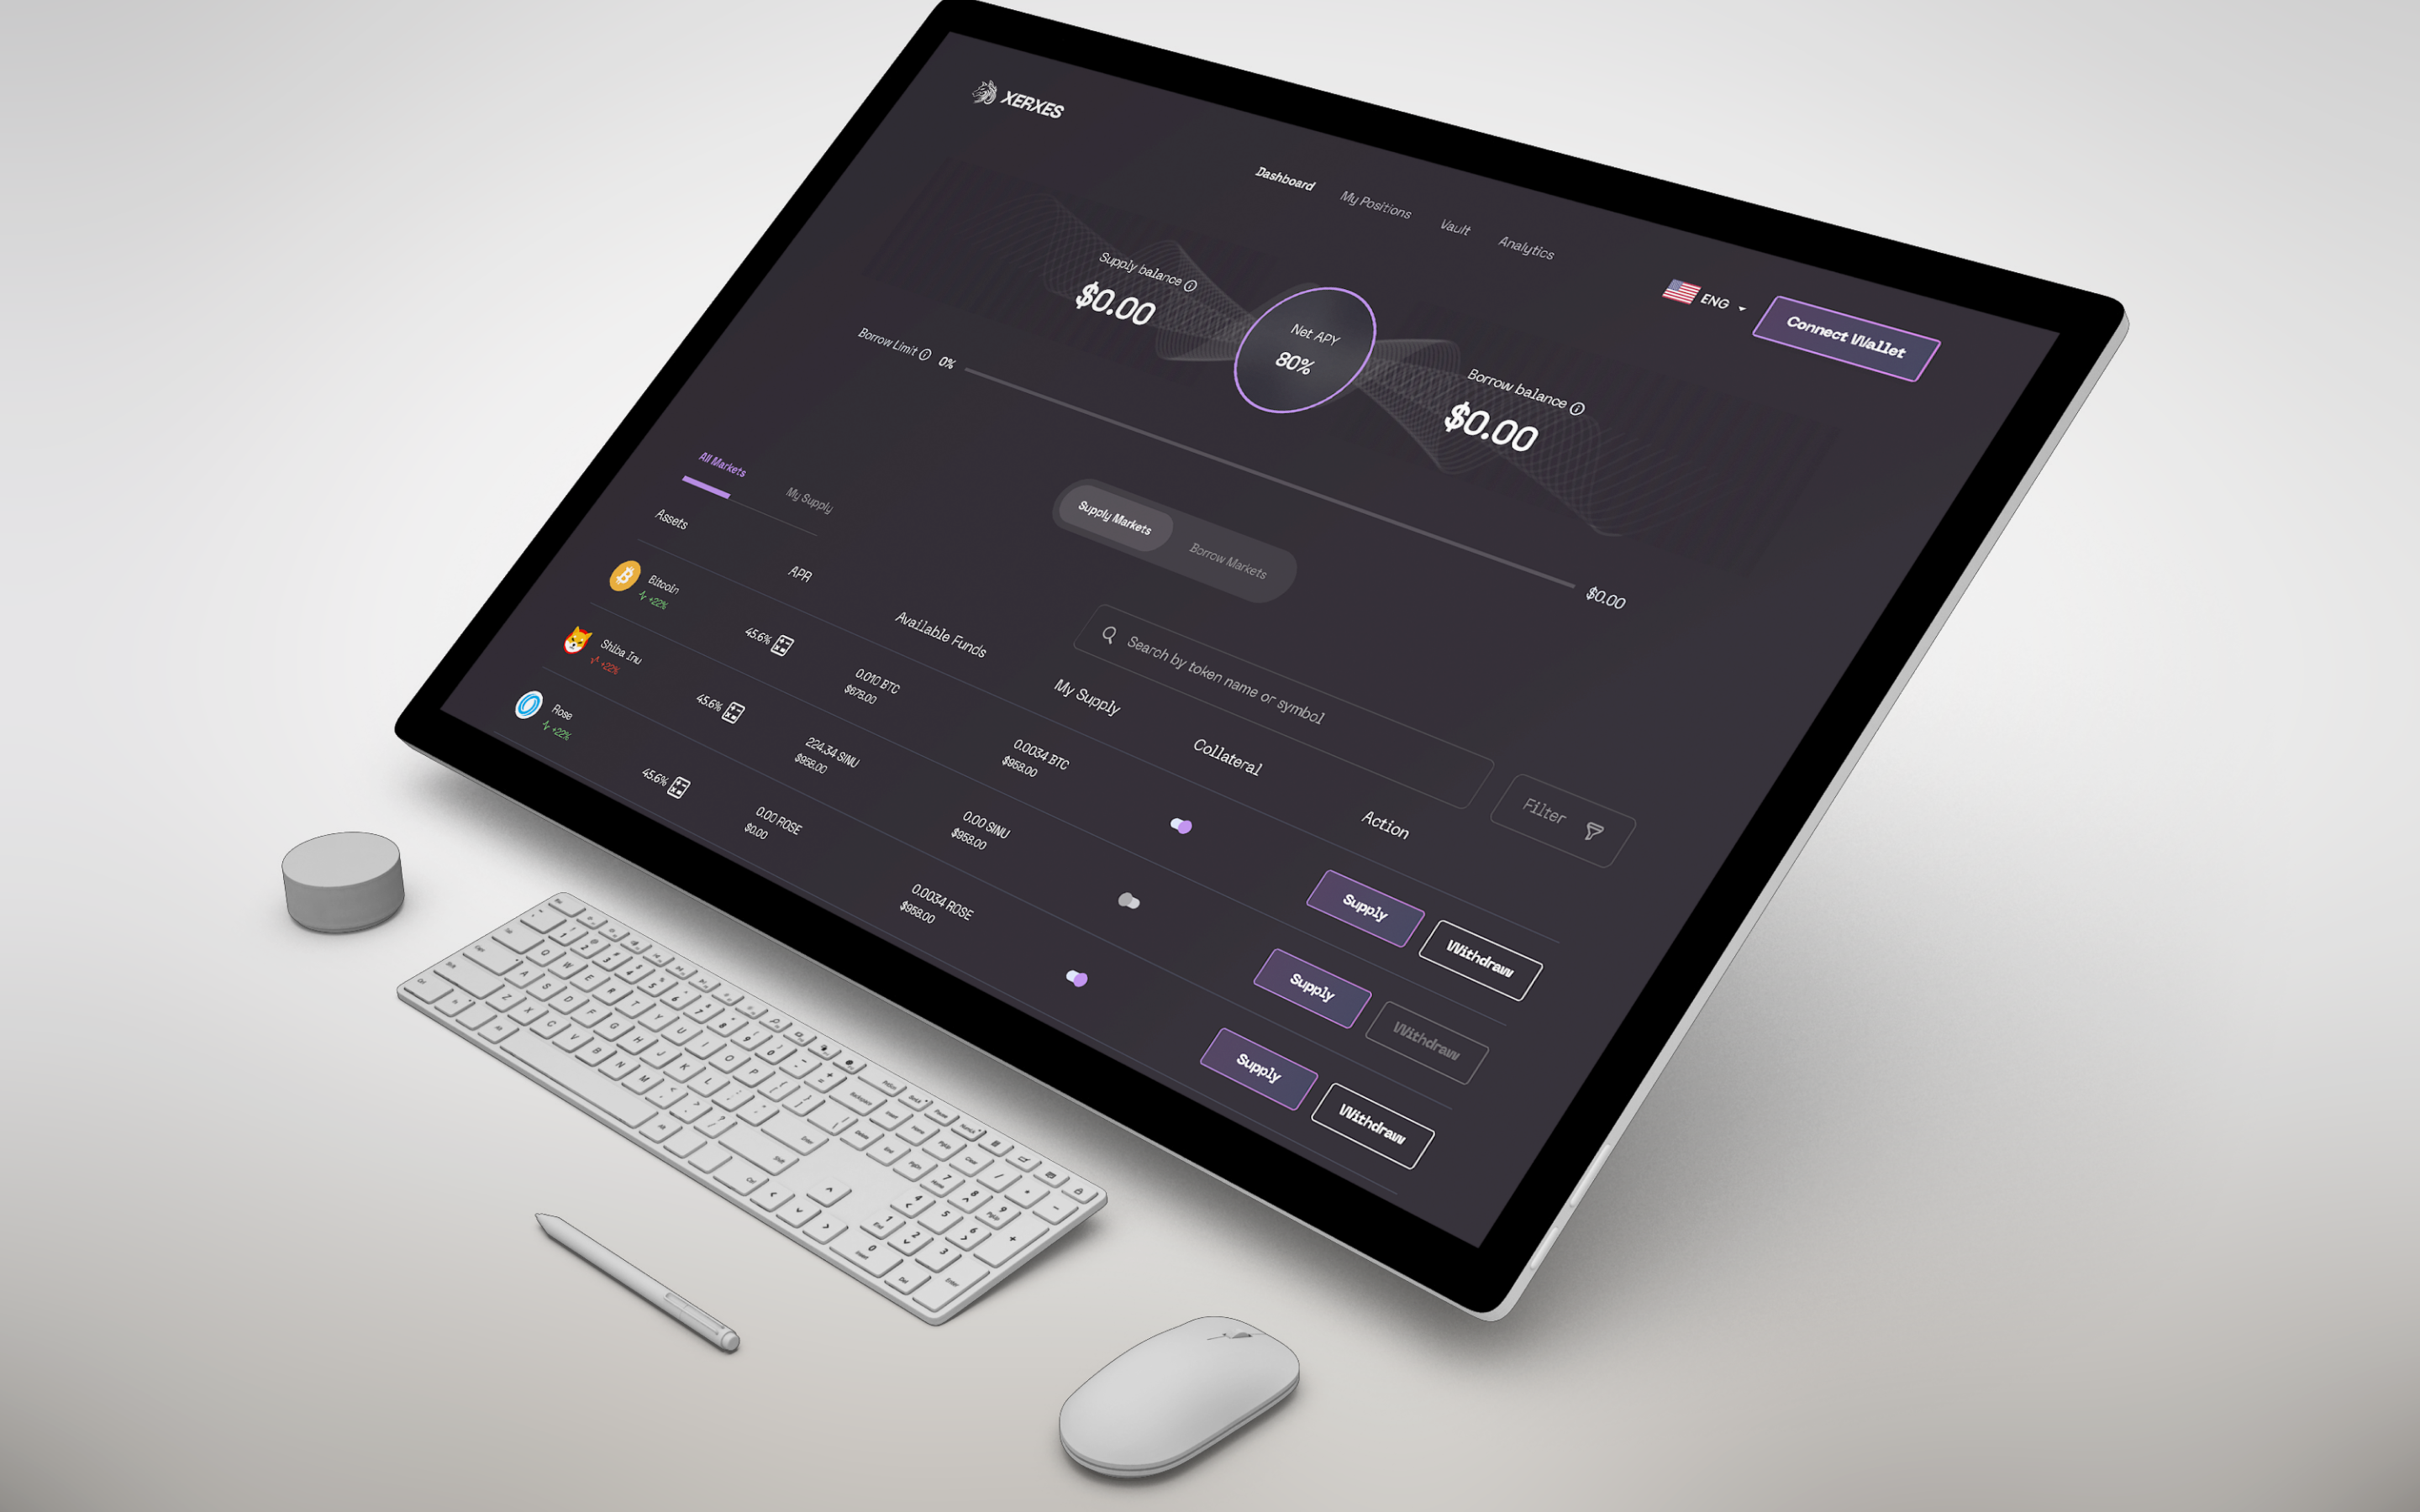 XERXES
Dashboard
My Positions
Vault
Analytics
ENG
Connect Wallet
Supply balance
$0.00
Net APY
80%
Borrow balance
$0.00
Borrow Limit
0%
$0.00
All Markets
My Supply
Supply Markets
Borrow Markets
Search by token name or symbol
Filter
Assets
APR
Available Funds
My Supply
Collateral
Action
Bitcoin
+22%
45.6%
0.010 BTC
$678.00
0.0034 BTC
$958.00
Supply
Withdraw
Shiba Inu
+22%
45.6%
224.34 SINU
$958.00
0.00 SINU
$958.00
Supply
Withdraw
Rose
+22%
45.6%
0.00 ROSE
$0.00
0.0034 ROSE
$958.00
Supply
Withdraw